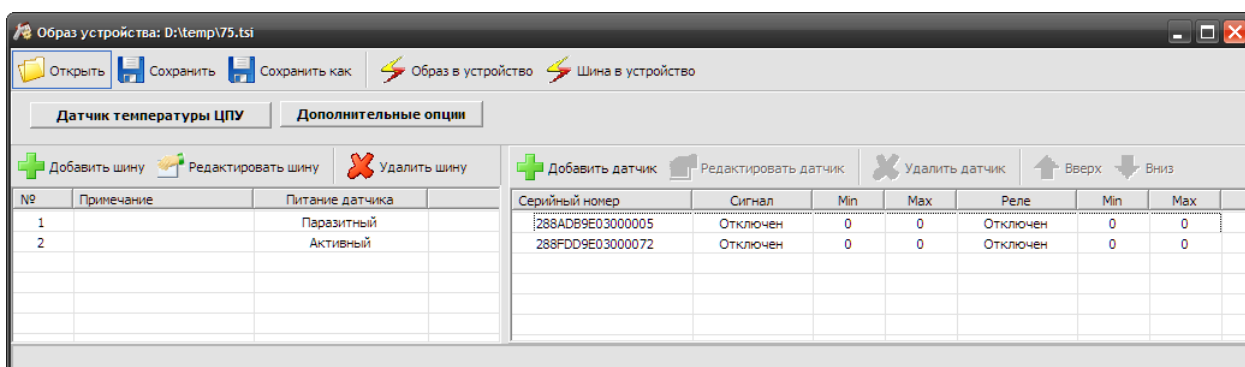 Образ устройства: D:\temp\75.tsi
Открыть Сохранить Сохранить как Образ в устройство Шина в устройство
Датчик температуры ЦПУ Дополнительные опции
Добавить шину Редактировать шину Удалить шину Добавить датчик Редактировать датчик Удалить датчик Вверх Вниз
№ Примечание Питание датчика Серийный номер Сигнал Min Max Реле Min Max
1 Паразитный 288ADB9E03000005 Отключен 0 0 Отключен 0 0
2 Активный 288FDD9E03000072 Отключен 0 0 Отключен 0 0